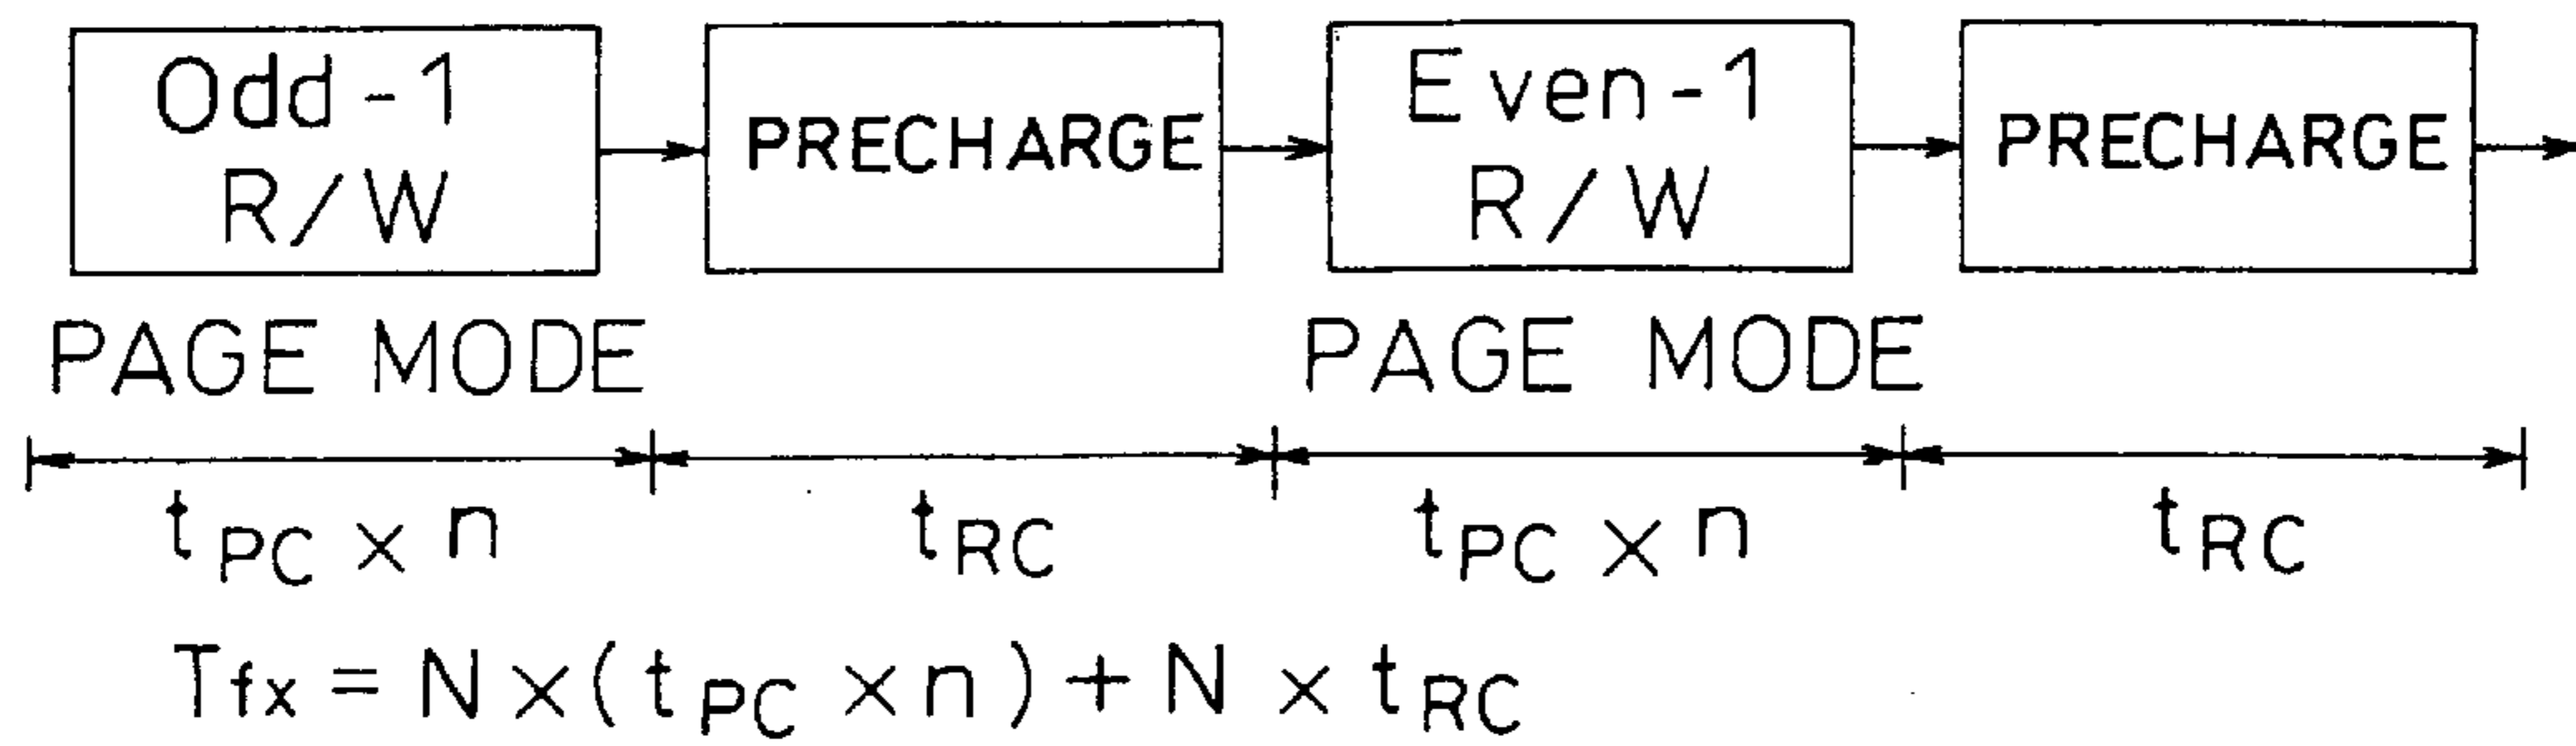 Odd-1 PRECHARGE Even-1 PRECHARGE
R/W R/W
PAGE MODE PAGE MODE
tPC × n tRC tPC × n tRC
Tfx = N × (tPC × n) + N × tRC